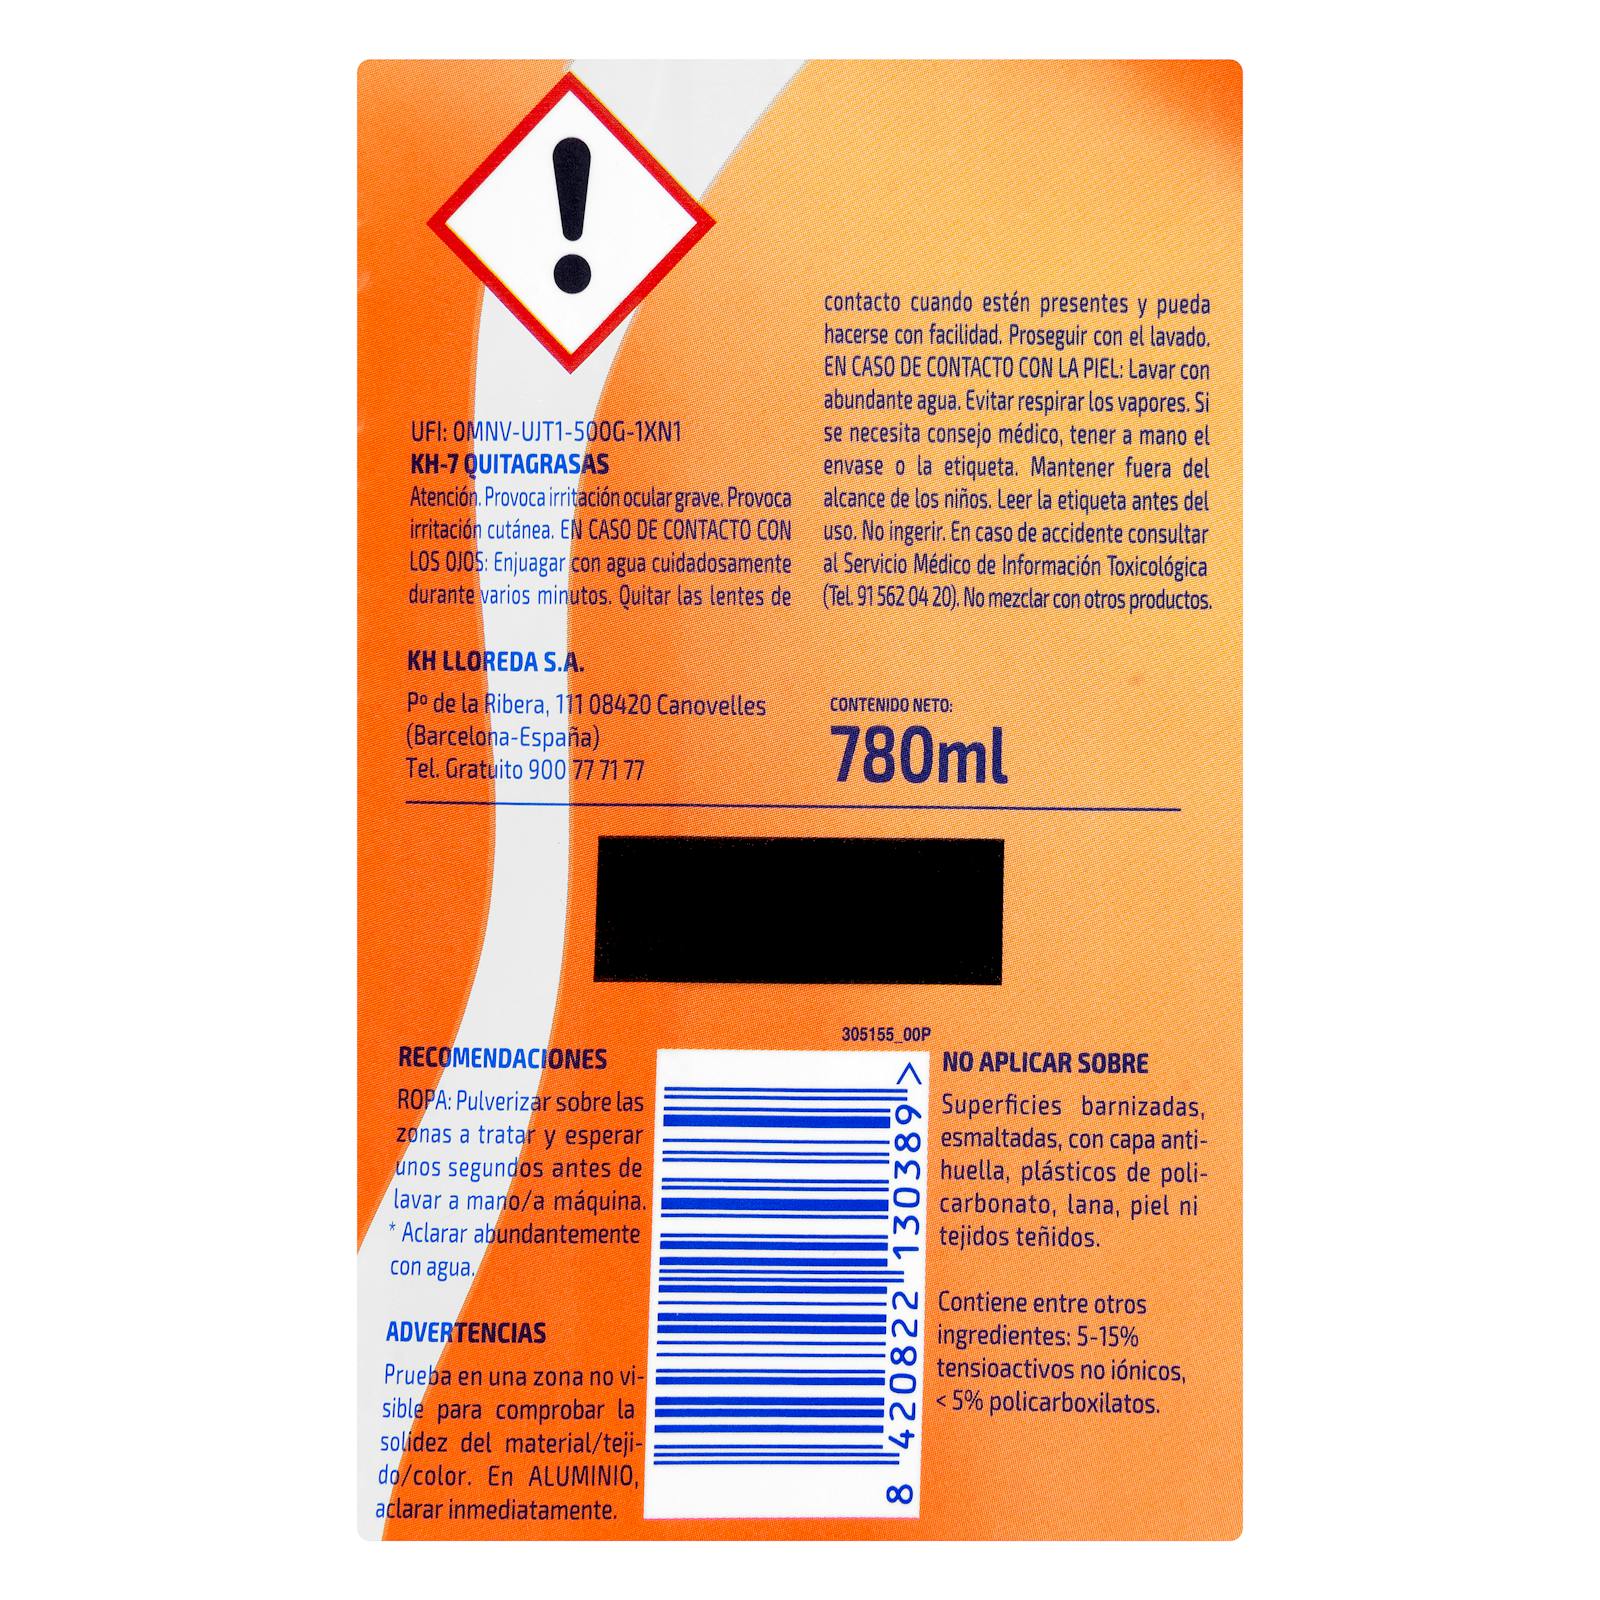 UFI: 0MNV-UJT1-500G-1XN1
KH-7 QUITAGRASAS
Atención. Provoca irritación ocular grave. Provoca
irritación cutánea. EN CASO DE CONTACTO CON
LOS OJOS: Enjuagar con agua cuidadosamente
durante varios minutos. Quitar las lentes de
contacto cuando estén presentes y pueda
hacerse con facilidad. Proseguir con el lavado.
EN CASO DE CONTACTO CON LA PIEL: Lavar con
abundante agua. Evitar respirar los vapores. Si
se necesita consejo médico, tener a mano el
envase o la etiqueta. Mantener fuera del
alcance de los niños. Leer la etiqueta antes del
uso. No ingerir. En caso de accidente consultar
al Servicio Médico de Información Toxicológica
(Tel. 91 562 04 20). No mezclar con otros productos.
KH LLOREDA S.A.
Pº de la Ribera, 111 08420 Canovelles
(Barcelona-España)
Tel. Gratuito 900 77 71 77
CONTENIDO NETO:
780ml
RECOMENDACIONES
ROPA: Pulverizar sobre las
zonas a tratar y esperar
unos segundos antes de
lavar a mano/a máquina.
* Aclarar abundantemente
con agua.
ADVERTENCIAS
Prueba en una zona no vi-
sible para comprobar la
solidez del material/teji-
do/color. En ALUMINIO,
aclarar inmediatamente.
305155_00P
8 420822 130389 >
NO APLICAR SOBRE
Superficies barnizadas,
esmaltadas, con capa anti-
huella, plásticos de poli-
carbonato, lana, piel ni
tejidos teñidos.
Contiene entre otros
ingredientes: 5-15%
tensioactivos no iónicos,
< 5% policarboxilatos.